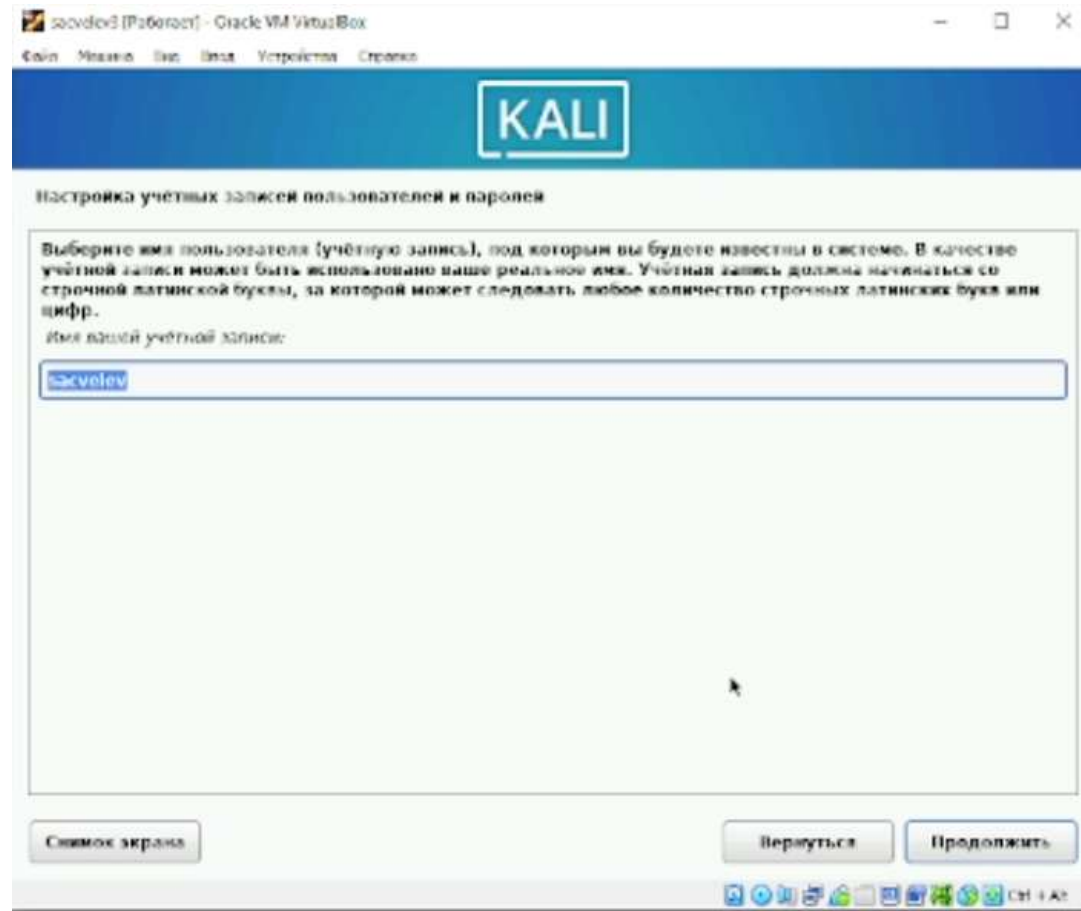 sacvelev3 [Работает] - Oracle VM VirtualBox
Файл Машина Вид Ввод Устройства Справка
KALI
Настройка учётных записей пользователей и паролей
Выберите имя пользователя (учётную запись), под которым вы будете известны в системе. В качестве
учётной записи может быть использовано ваше реальное имя. Учётная запись должна начинаться со
строчной латинской буквы, за которой может следовать любое количество строчных латинских букв или
цифр.
Имя вашей учётной записи:
sacvelev
Снимок экрана
Вернуться
Продолжить
Ctrl + Alt